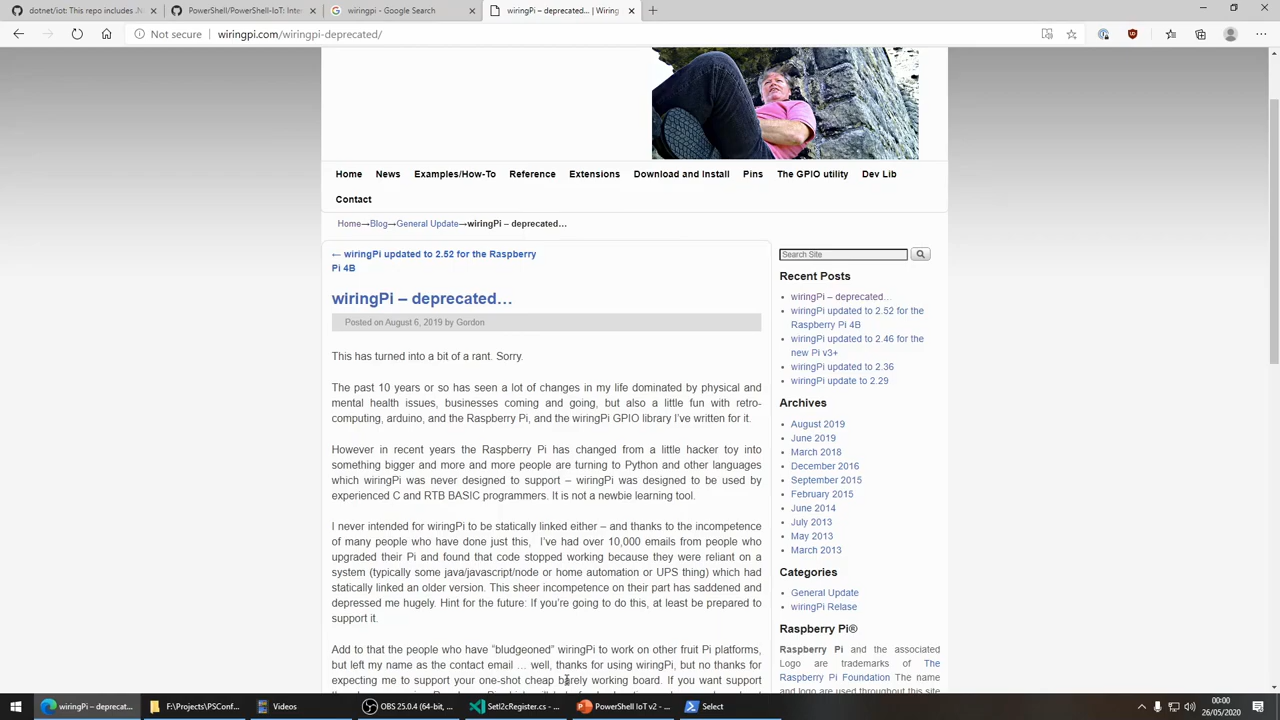 dotnet/iot: This repo includes .N
PowerShell/PowerShell-IoT: Inter
wiringPi - Google Search
wiringPi – deprecated… | Wiring
Not secure
wiringpi.com/wiringpi-deprecated/
Home
News
Examples/How-To
Reference
Extensions
Download and Install
Pins
The GPIO utility
Dev Lib
Contact
Home→Blog→General Update→wiringPi – deprecated…
← wiringPi updated to 2.52 for the Raspberry
Pi 4B
wiringPi – deprecated…
Posted on August 6, 2019 by Gordon
This has turned into a bit of a rant. Sorry.
The past 10 years or so has seen a lot of changes in my life dominated by physical and
mental health issues, businesses coming and going, but also a little fun with retro-
computing, arduino, and the Raspberry Pi, and the wiringPi GPIO library I've written for it.
However in recent years the Raspberry Pi has changed from a little hacker toy into
something bigger and more and more people are turning to Python and other languages
which wiringPi was never designed to support – wiringPi was designed to be used by
experienced C and RTB BASIC programmers. It is not a newbie learning tool.
I never intended for wiringPi to be statically linked either – and thanks to the incompetence
of many people who have done just this, I've had over 10,000 emails from people who
upgraded their Pi and found that code stopped working because they were reliant on a
system (typically some java/javascript/node or home automation or UPS thing) which had
statically linked an older version. This sheer incompetence on their part has saddened and
depressed me hugely. Hint for the future: If you're going to do this, at least be prepared to
support it.
Add to that the people who have "bludgeoned" wiringPi to work on other fruit Pi platforms,
but left my name as the contact email … well, thanks for using wiringPi, but no thanks for
expecting me to support your one-shot cheap barely working board. If you want support
Search Site
Recent Posts
wiringPi – deprecated…
wiringPi updated to 2.52 for the
Raspberry Pi 4B
wiringPi updated to 2.46 for the
new Pi v3+
wiringPi updated to 2.36
wiringPi update to 2.29
Archives
August 2019
June 2019
March 2018
December 2016
September 2015
February 2015
June 2014
July 2013
May 2013
March 2013
Categories
General Update
wiringPi Relase
Raspberry Pi®
Raspberry Pi and the associated
Logo are trademarks of The
Raspberry Pi Foundation The name
and logo are used throughout this site
wiringPi – deprecat...
F:\Projects\PSConf...
Videos
OBS 25.0.4 (64-bit, ...
SetI2cRegister.cs - ...
PowerShell IoT v2 - ...
Select
00:00
26/05/2020